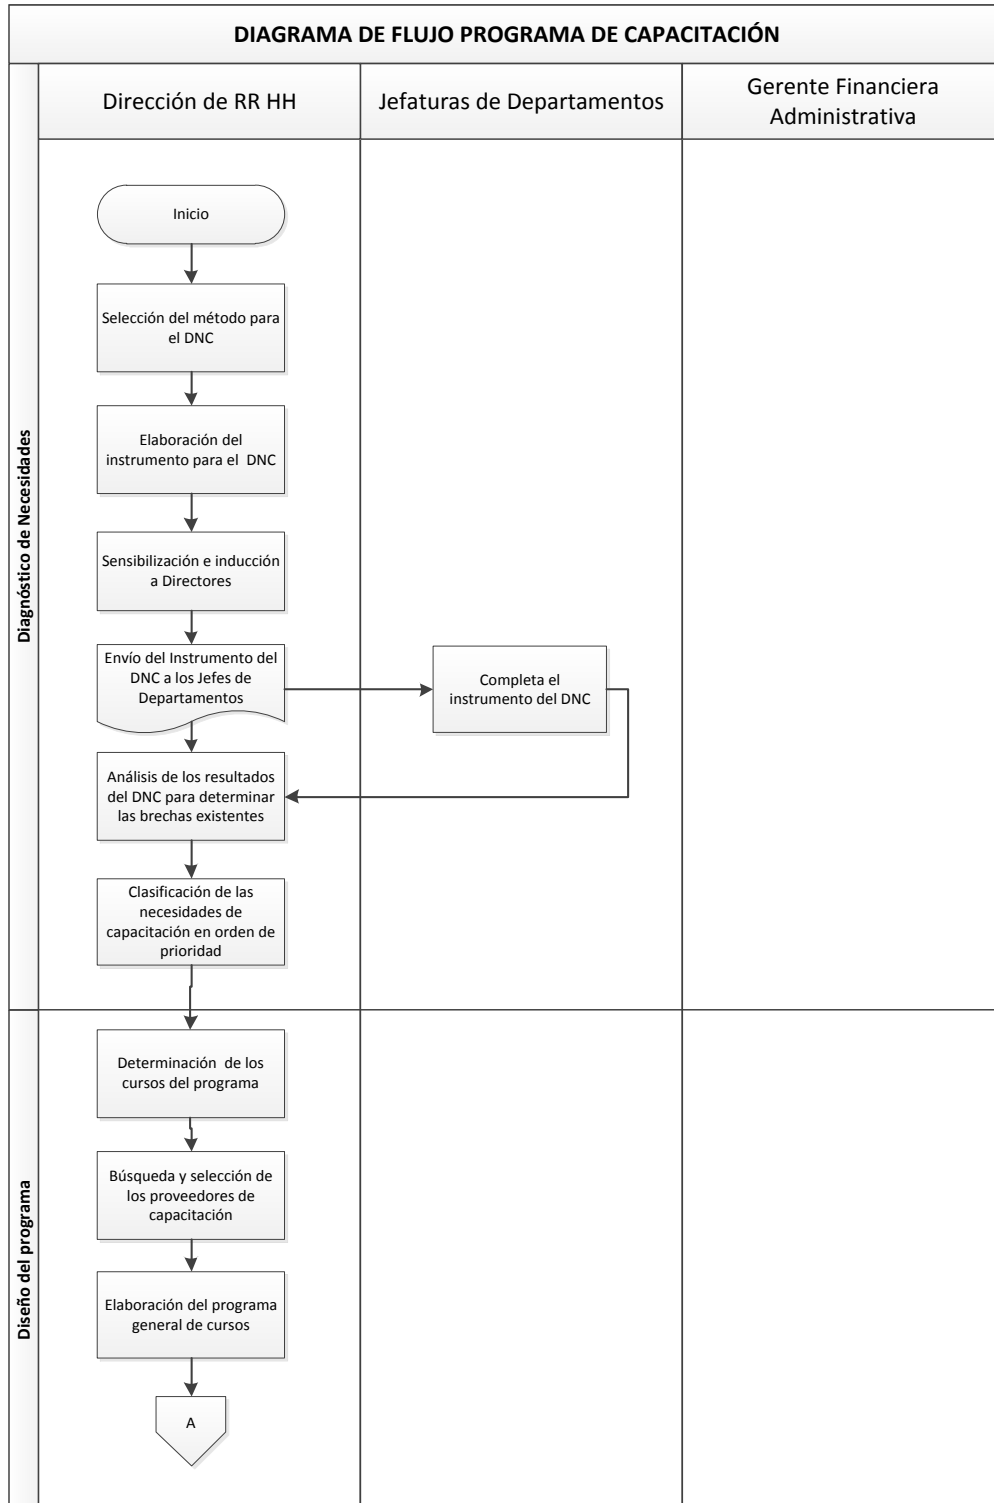 DIAGRAMA DE FLUJO PROGRAMA DE CAPACITACIÓN
Dirección de RR HH
Jefaturas de Departamentos
Gerente Financiera
Administrativa
Diagnóstico de Necesidades
Inicio
Selección del método para
el DNC
Elaboración del
instrumento para el  DNC
Sensibilización e inducción
a Directores
Envío del Instrumento del
DNC a los Jefes de
Departamentos
Completa el
instrumento del DNC
Análisis de los resultados
del DNC para determinar
las brechas existentes
Clasificación de las
necesidades de
capacitación en orden de
prioridad
Diseño del programa
Determinación  de los
cursos del programa
Búsqueda y selección de
los proveedores de
capacitación
Elaboración del programa
general de cursos
A